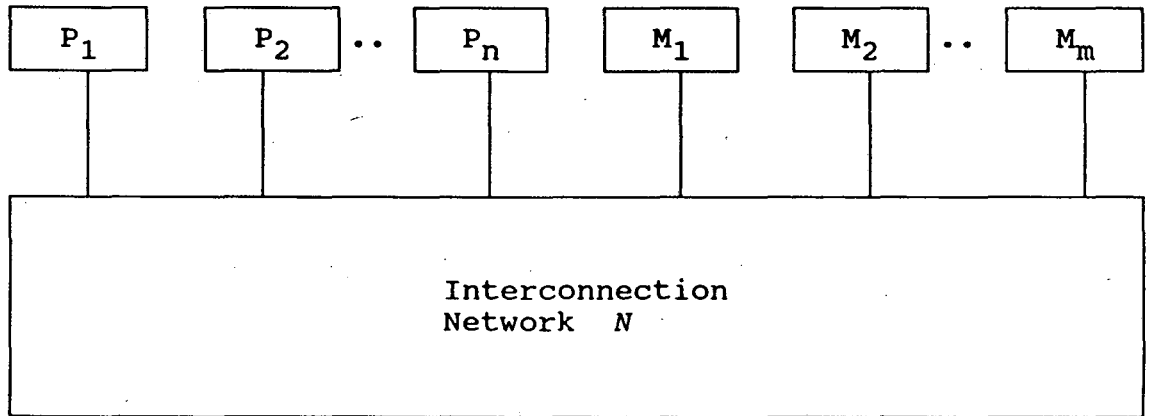 P1 P2 .. Pn M1 M2 .. Mm
Interconnection
Network N